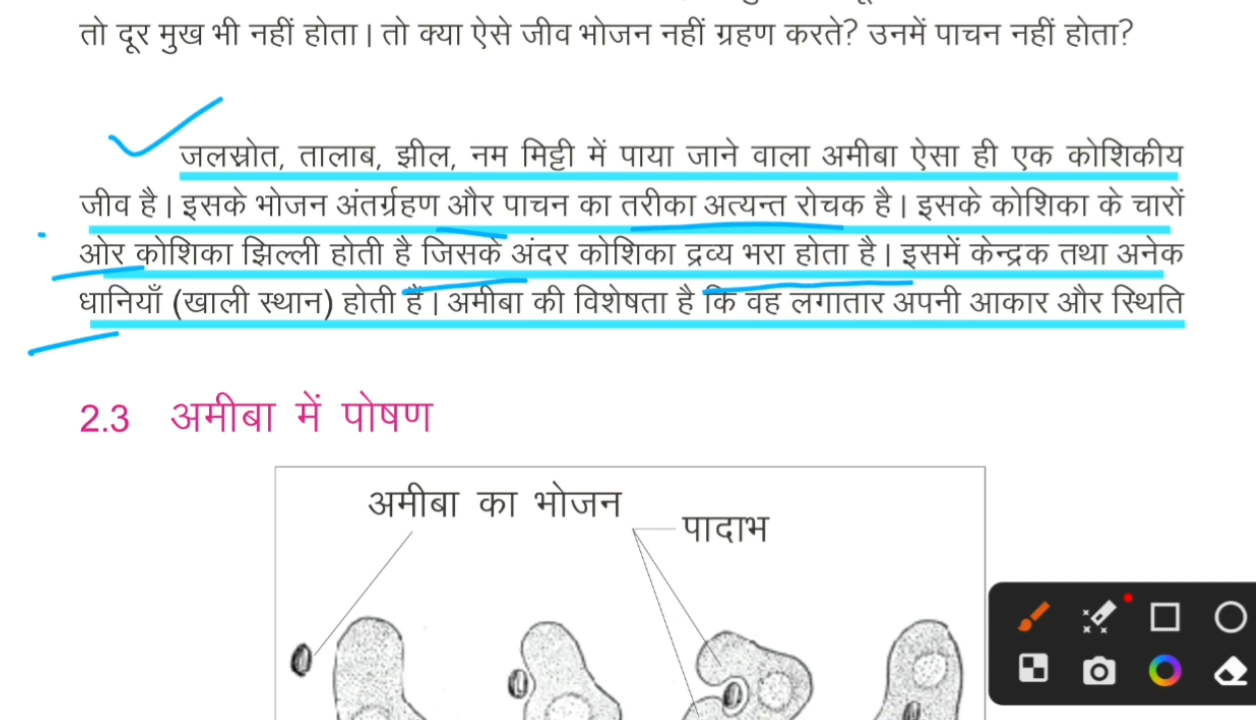 तो दूर मुख भी नहीं होता। तो क्या ऐसे जीव भोजन नहीं ग्रहण करते? उनमें पाचन नहीं होता?
जलस्रोत, तालाब, झील, नम मिट्टी में पाया जाने वाला अमीबा ऐसा ही एक कोशिकीय
जीव है। इसके भोजन अंतर्ग्रहण और पाचन का तरीका अत्यन्त रोचक है। इसके कोशिका के चारों
ओर कोशिका झिल्ली होती है जिसके अंदर कोशिका द्रव्य भरा होता है। इसमें केन्द्रक तथा अनेक
धानियाँ (खाली स्थान) होती हैं। अमीबा की विशेषता है कि वह लगातार अपनी आकार और स्थिति
2.3 अमीबा में पोषण
अमीबा का भोजन
पादाभ